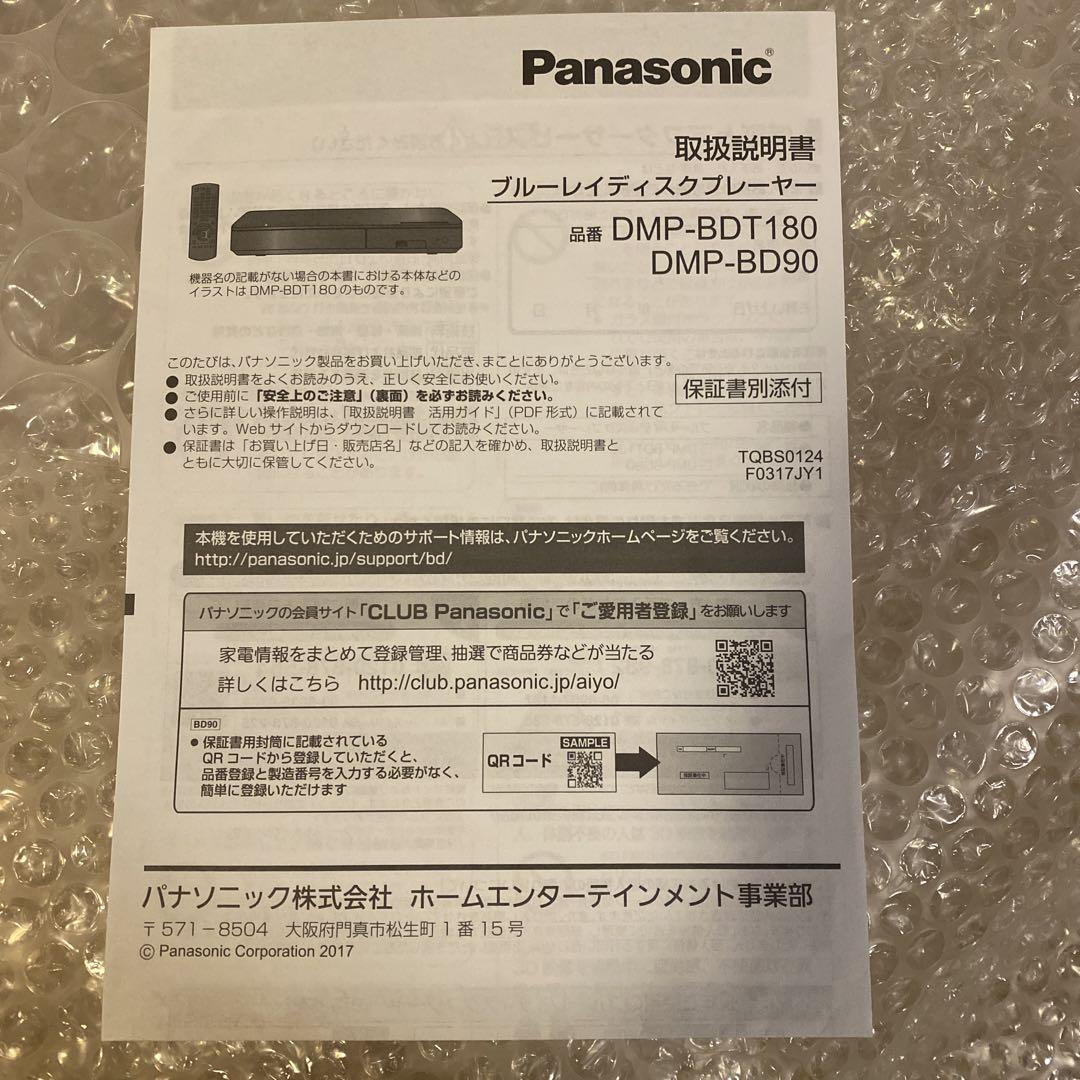 Panasonic®
取扱説明書
ブルーレイディスクプレーヤー
品番 DMP-BDT180
DMP-BD90
機器名の記載がない場合の本書における本体などの
イラストは DMP-BDT180 のものです。
このたびは、パナソニック製品をお買い上げいただき、まことにありがとうございます。
● 取扱説明書をよくお読みのうえ、正しく安全にお使いください。
● ご使用前に「安全上のご注意」（裏面）を必ずお読みください。
● さらに詳しい操作説明は、「取扱説明書 活用ガイド」（PDF 形式）に記載されて
います。Web サイトからダウンロードしてお読みください。
● 保証書は「お買い上げ日・販売店名」などの記入を確かめ、取扱説明書と
ともに大切に保管してください。
保証書別添付
TQBS0124
F0317JY1
本機を使用していただくためのサポート情報は、パナソニックホームページをご覧ください。
http://panasonic.jp/support/bd/
パナソニックの会員サイト「CLUB Panasonic」で「ご愛用者登録」をお願いします
家電情報をまとめて登録管理、抽選で商品券などが当たる
詳しくはこちら http://club.panasonic.jp/aiyo/
BD90
● 保証書用封筒に記載されている
QR コードから登録していただくと、
品番登録と製造番号を入力する必要がなく、
簡単に登録いただけます
QRコード
SAMPLE
パナソニック株式会社 ホームエンターテインメント事業部
〒571－8504 大阪府門真市松生町1番15号
© Panasonic Corporation 2017